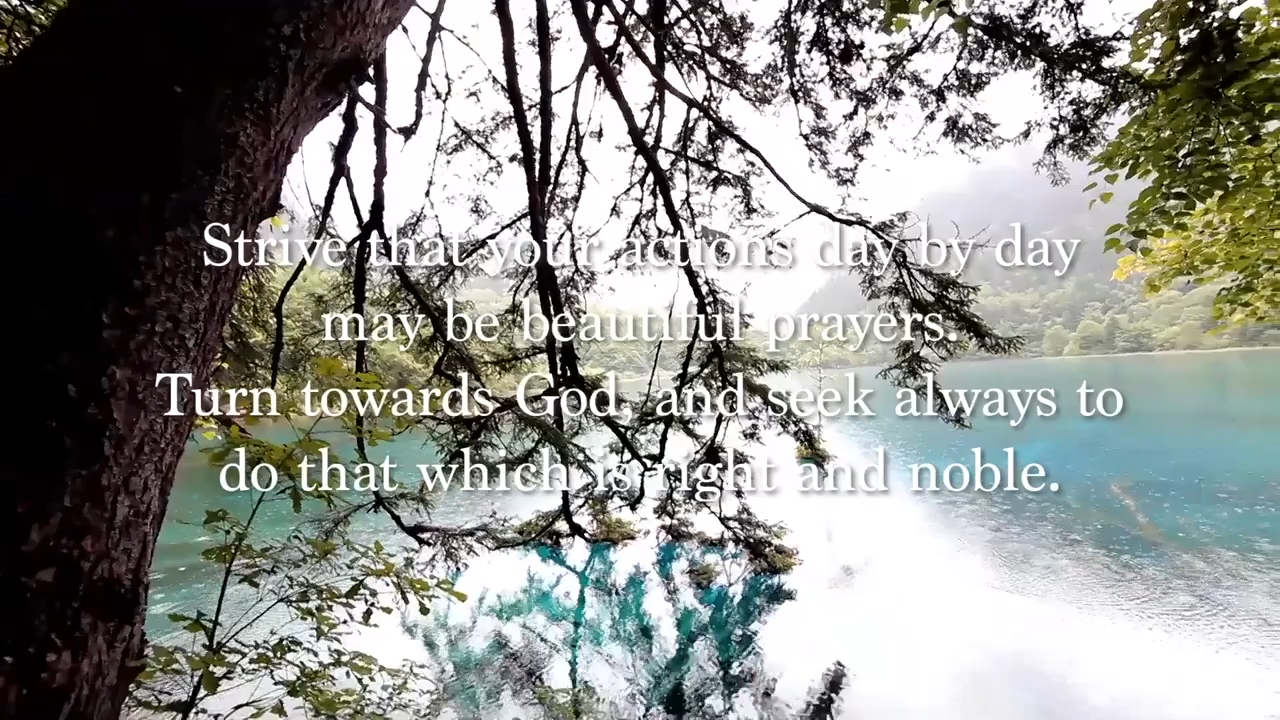 Strive that your actions day by day
may be beautiful prayers.
Turn towards God, and seek always to
do that which is right and noble.